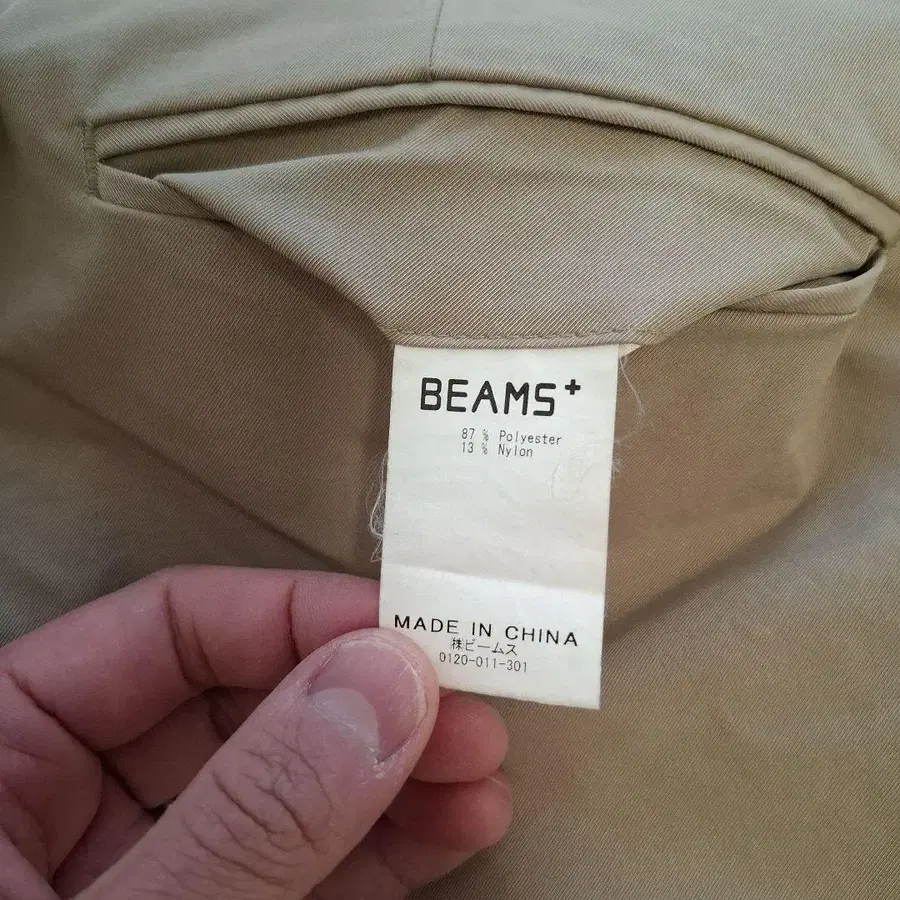 BEAMS+
87 % Polyester
13 % Nylon
MADE IN CHINA
㈱ビームス
0120-011-301